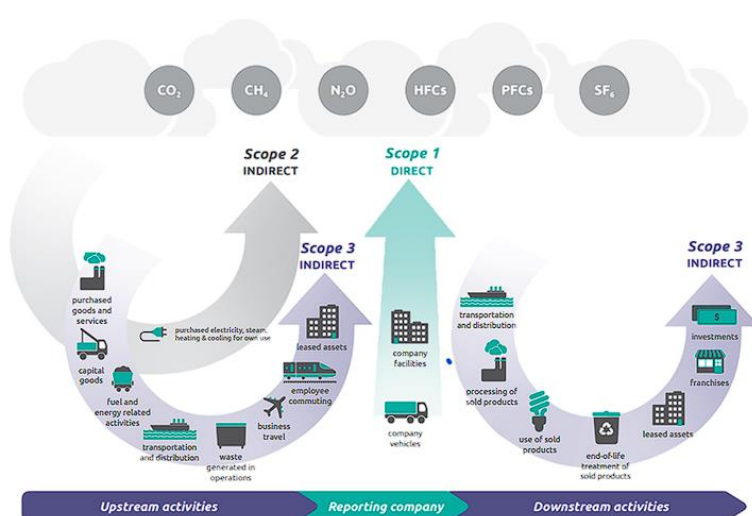 CO₂
CH₄
N₂O
HFCs
PFCs
SF₆
Scope 2
INDIRECT
Scope 1
DIRECT
Scope 3
INDIRECT
Scope 3
INDIRECT
purchased
goods and
services
capital
goods
fuel and
energy related
activities
transportation
and distribution
waste
generated in
operations
business
travel
employee
commuting
leased assets
purchased electricity, steam,
heating & cooling for own use
company
facilities
company
vehicles
transportation
and distribution
processing of
sold products
use of sold
products
end-of-life
treatment of
sold products
leased assets
franchises
$
investments
Upstream activities
Reporting company
Downstream activities